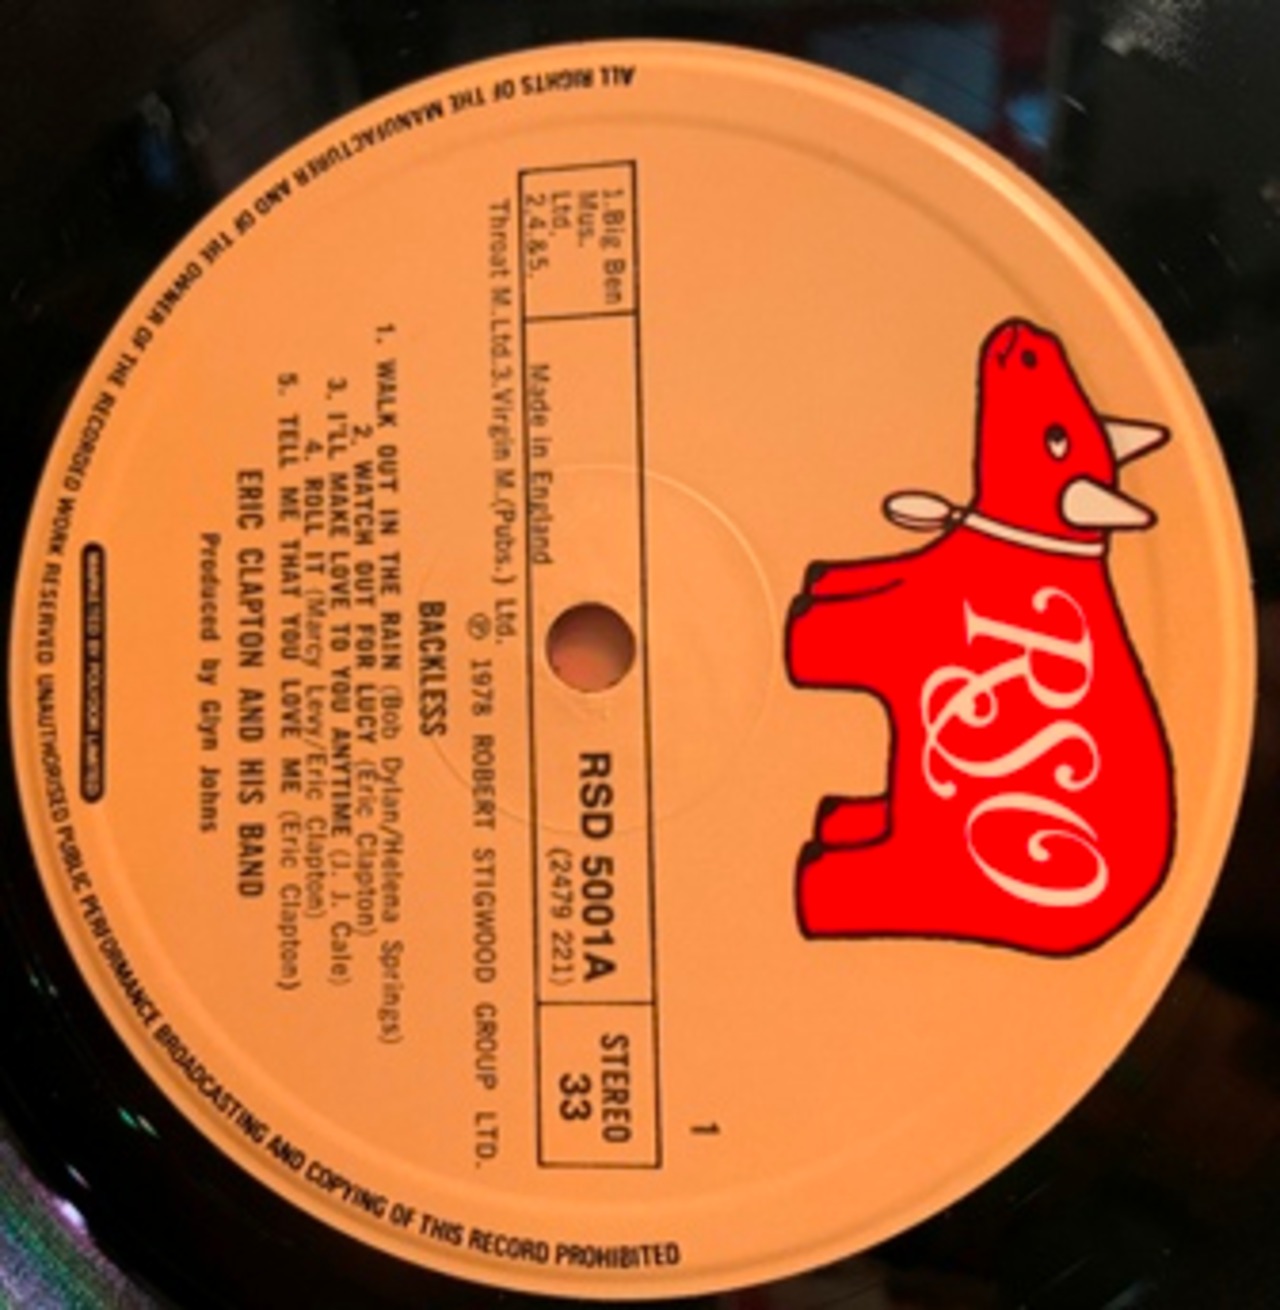 RSO
1
1.Big Ben
Mus.
Ltd.
2.4.&5.
Throat M.Ltd.3.Virgin M.(Pubs.) Ltd.
Made in England
RSD 5001A
(2479 221)
STEREO
33
℗ 1978 ROBERT STIGWOOD GROUP LTD.
BACKLESS
1. WALK OUT IN THE RAIN (Bob Dylan/Helena Springs)
2. WATCH OUT FOR LUCY (Eric Clapton)
3. I'LL MAKE LOVE TO YOU ANYTIME (J. J. Cale)
4. ROLL IT (Marcy Levy/Eric Clapton)
5. TELL ME THAT YOU LOVE ME (Eric Clapton)
ERIC CLAPTON AND HIS BAND
Produced by Glyn Johns
MARKETED BY POLYDOR LIMITED
ALL RIGHTS OF THE MANUFACTURER AND OF THE OWNER OF THE RECORDED WORK RESERVED UNAUTHORISED PUBLIC PERFORMANCE BROADCASTING AND COPYING OF THIS RECORD PROHIBITED